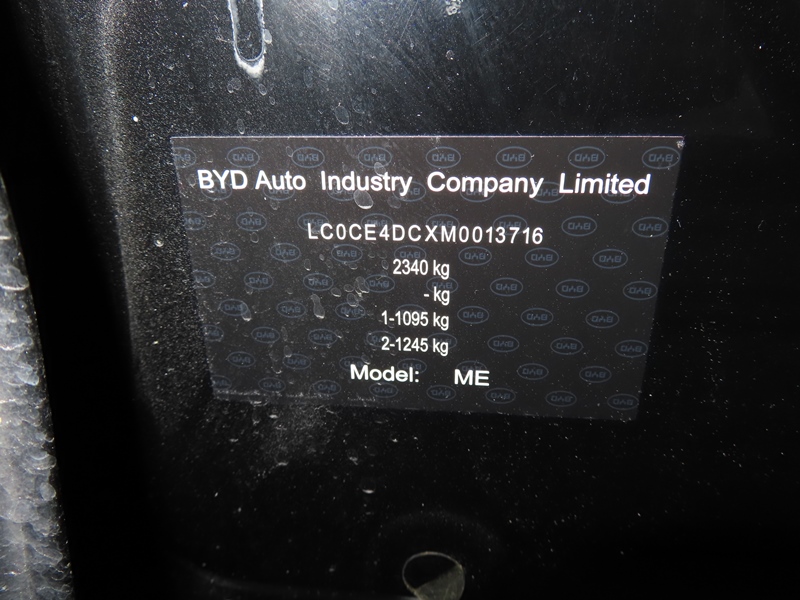 BYD Auto Industry Company Limited
LC0CE4DCXM0013716
2340 kg
- kg
1-1095 kg
2-1245 kg
Model: ME